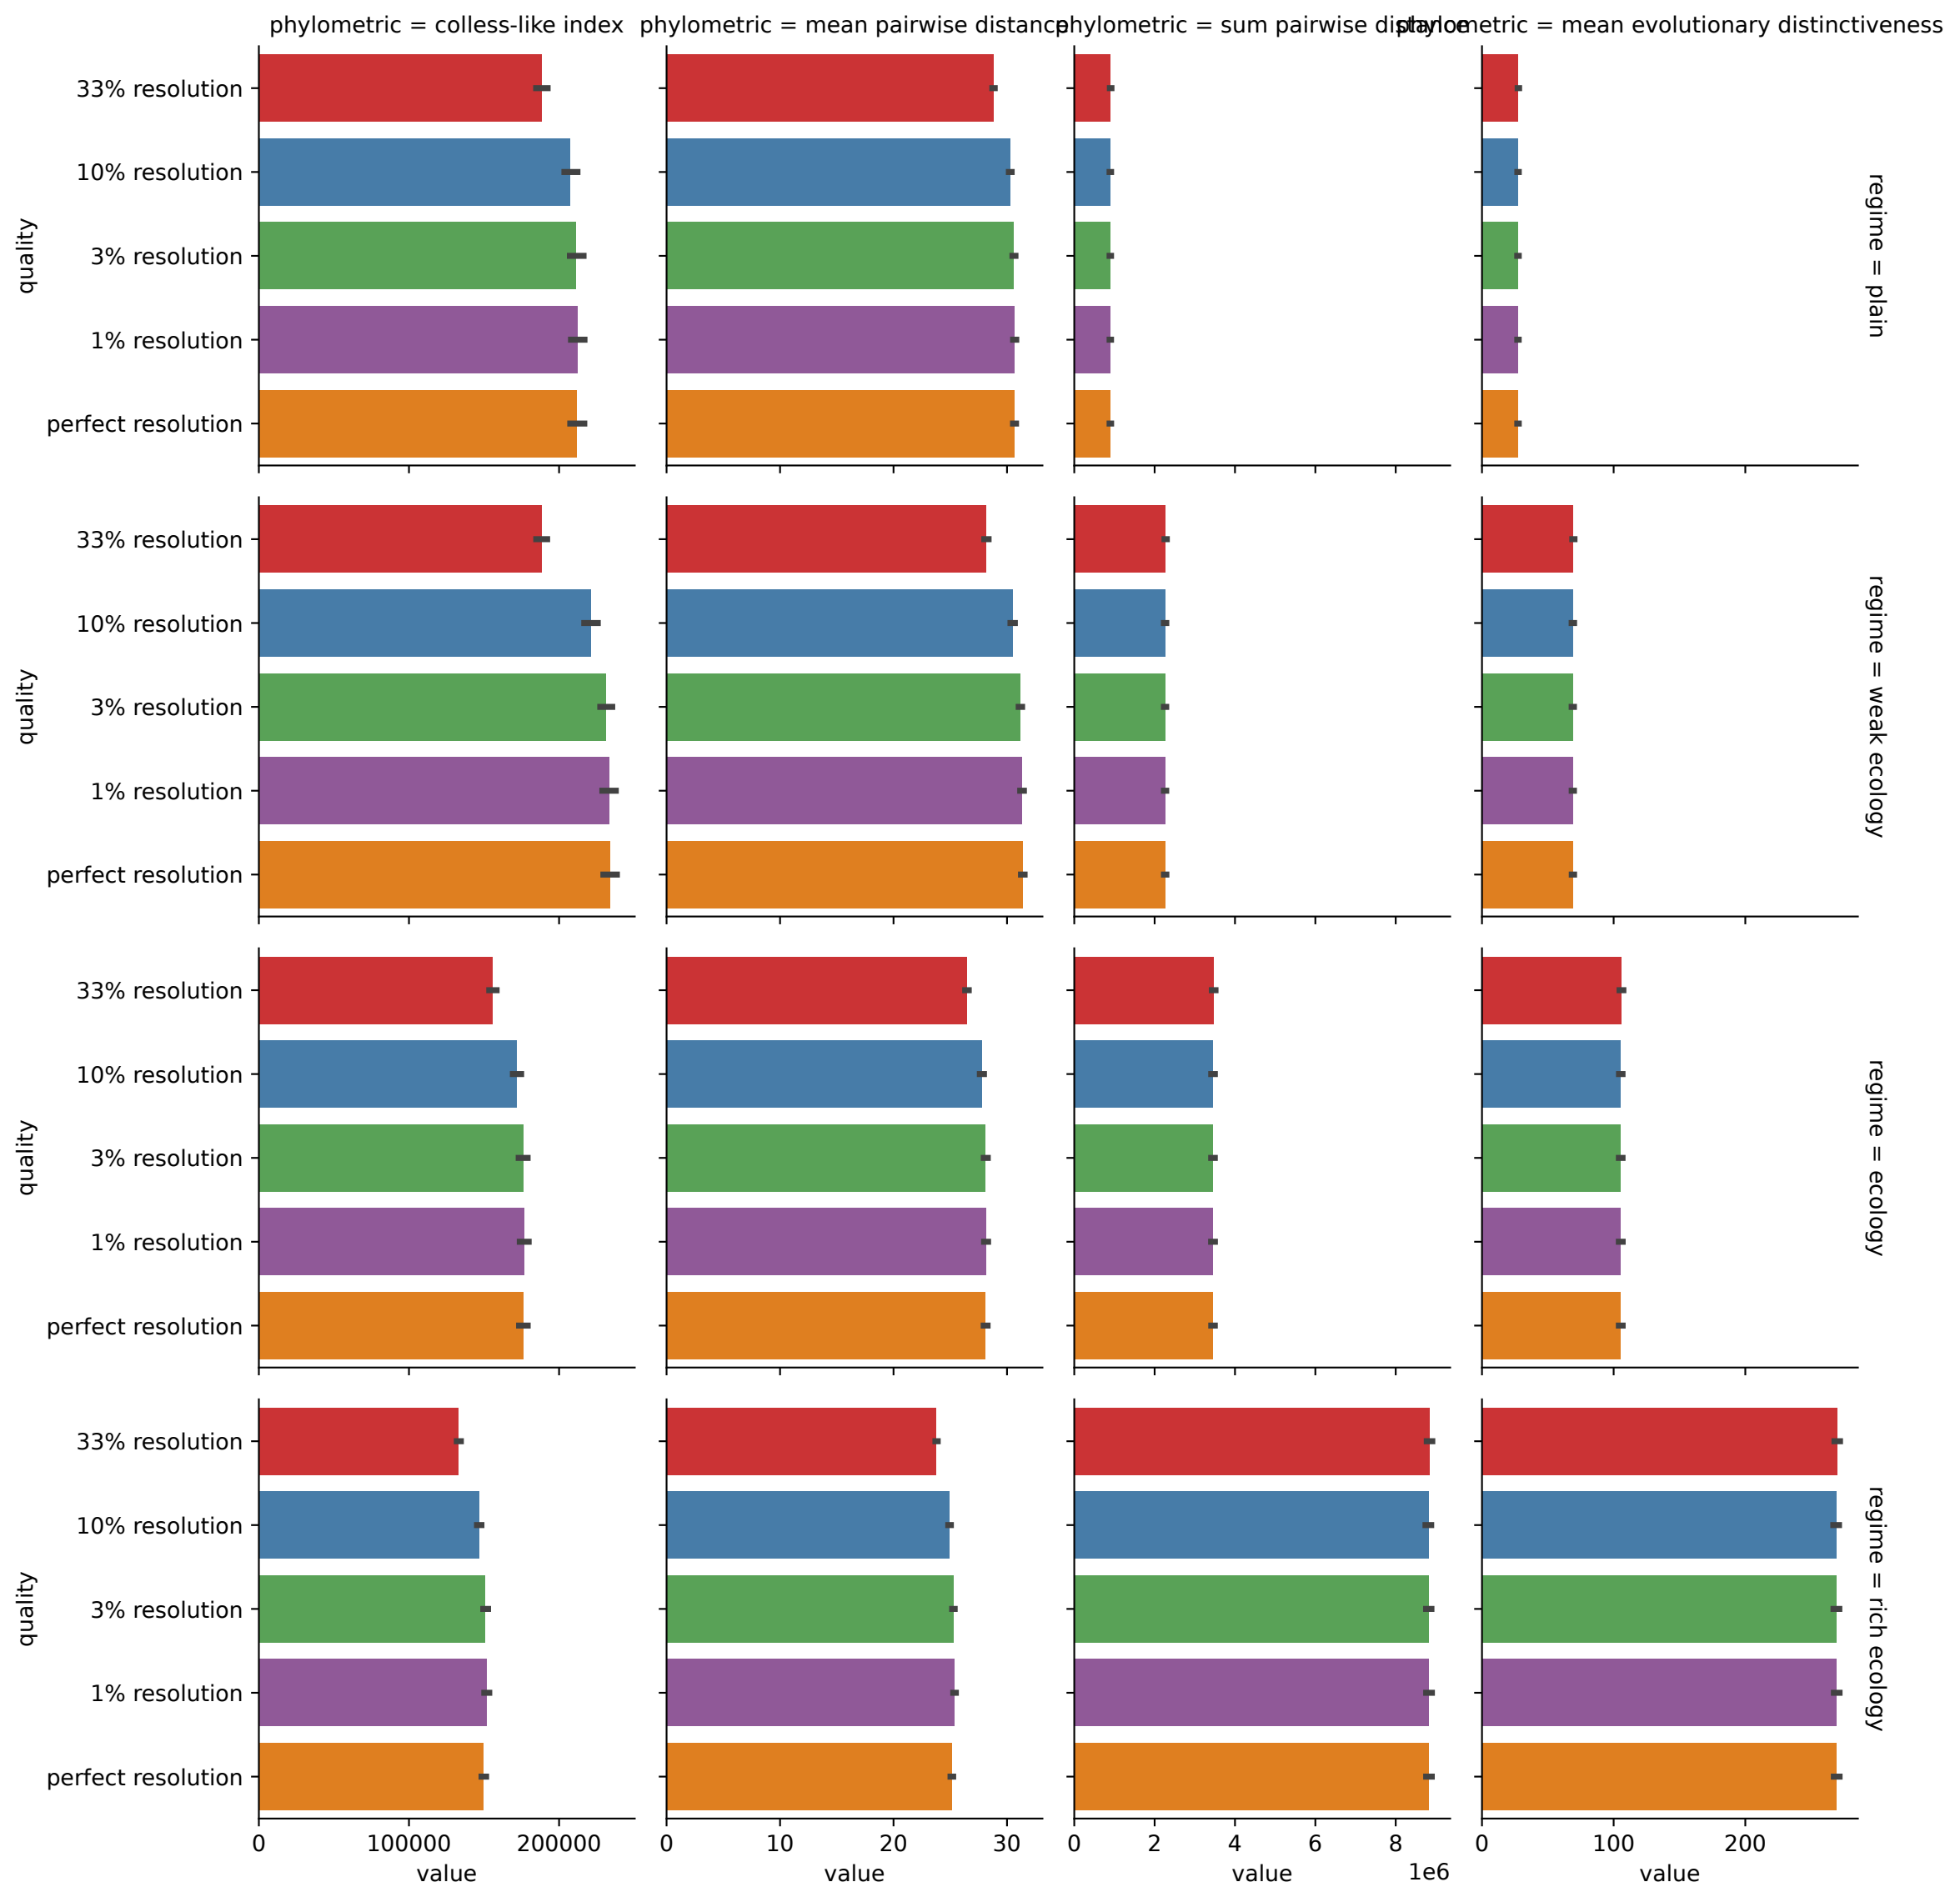 phylometric = colless-like index
phylometric = mean pairwise distance
phylometric = sum pairwise distance
phylometric = mean evolutionary distinctiveness
quality
33% resolution
10% resolution
3% resolution
1% resolution
perfect resolution
regime = plain
quality
33% resolution
10% resolution
3% resolution
1% resolution
perfect resolution
regime = weak ecology
quality
33% resolution
10% resolution
3% resolution
1% resolution
perfect resolution
regime = ecology
quality
33% resolution
10% resolution
3% resolution
1% resolution
perfect resolution
regime = rich ecology
0 100000 200000
value
0 10 20 30
value
0 2 4 6 8
1e6
value
0 100 200
value